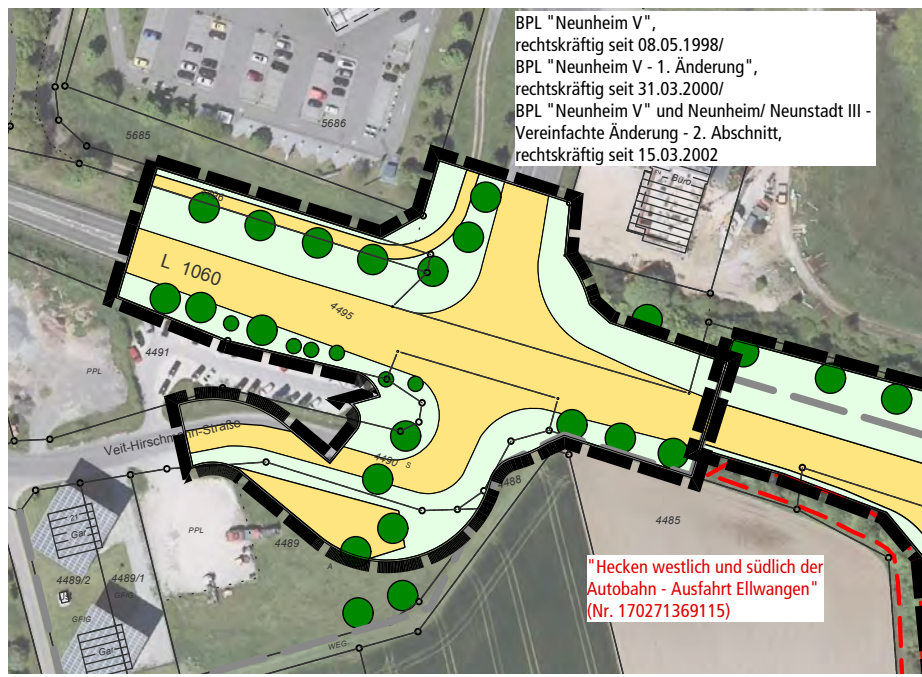 BPL "Neunheim V",
rechtskräftig seit 08.05.1998/
BPL "Neunheim V - 1. Änderung",
rechtskräftig seit 31.03.2000/
BPL "Neunheim V" und Neunheim/ Neunstadt III -
Vereinfachte Änderung - 2. Abschnitt,
rechtskräftig seit 15.03.2002
5685
5686
Büro
L 1060
4495
4491
PPL
Veit-Hirschmann-Straße
4490
S
4488
4485
PPL
4489
A
Gar
4489/2
4489/1
GFIG
GFIG
Gar
WEG
"Hecken westlich und südlich der
Autobahn - Ausfahrt Ellwangen"
(Nr. 170271369115)